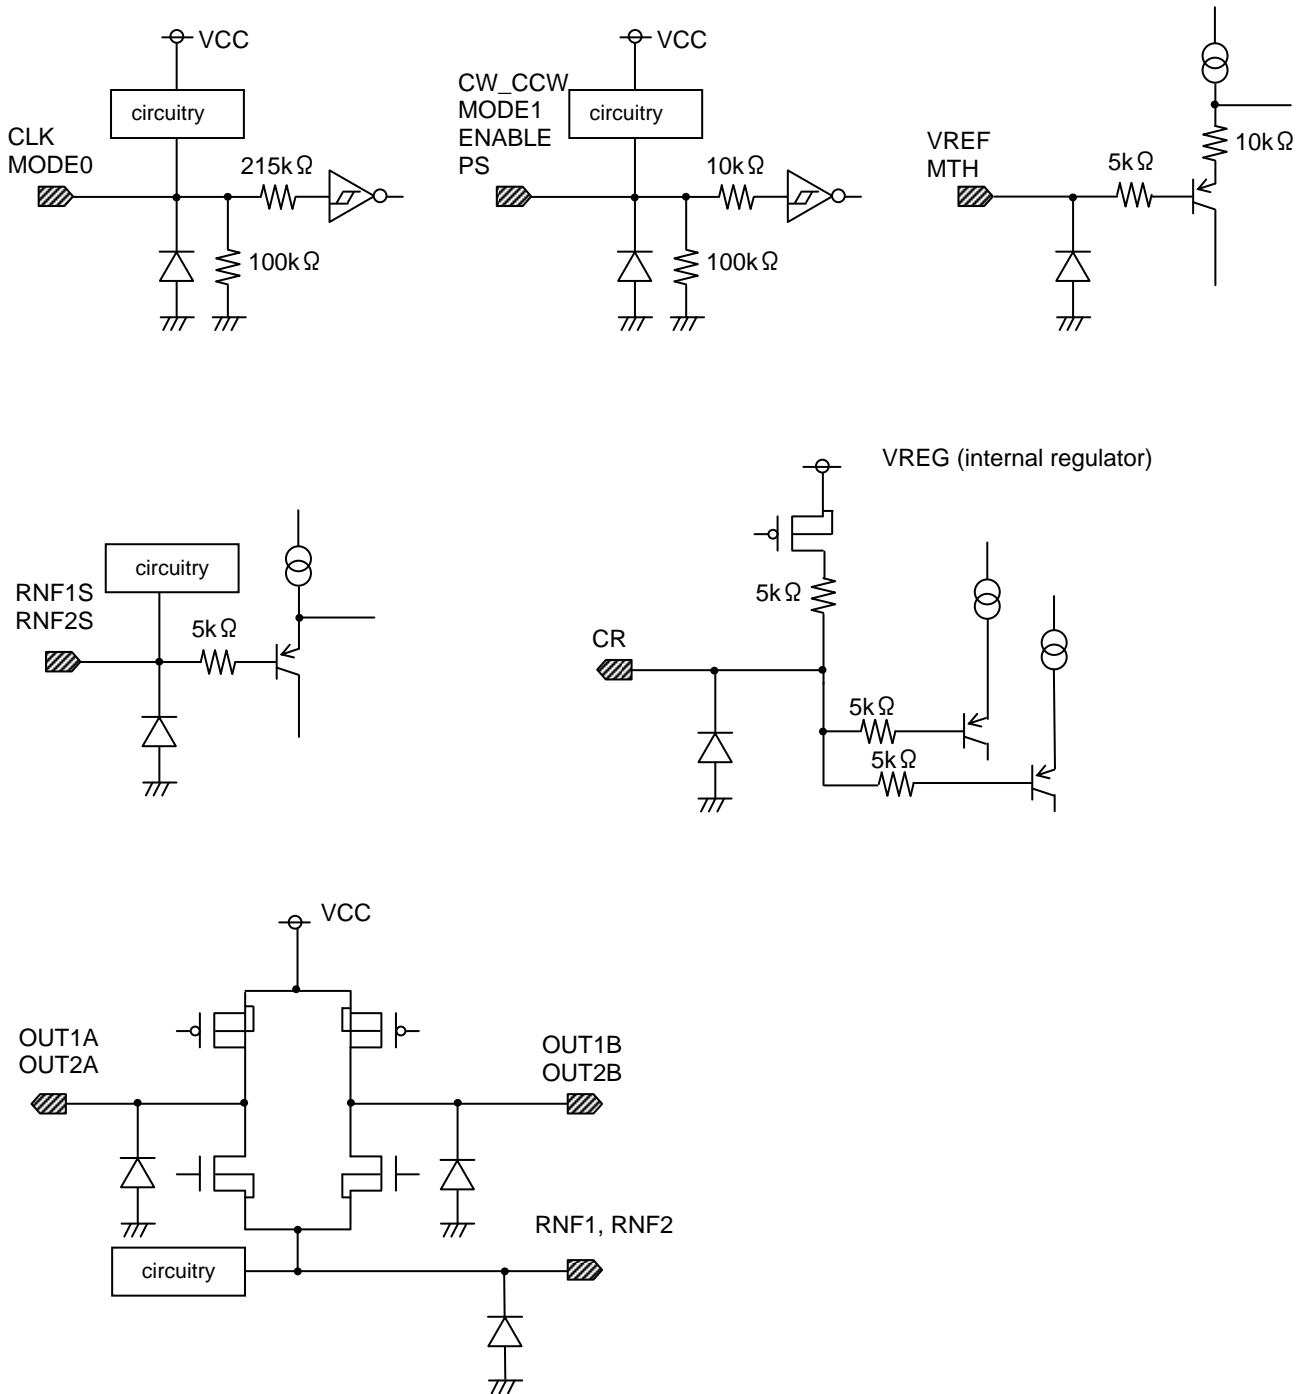 VCC
circuitry
CLK
MODE0
215kΩ
100kΩ
VCC
CW_CCW
MODE1
ENABLE
PS
circuitry
10kΩ
100kΩ
VREF
MTH
5kΩ
10kΩ
circuitry
RNF1S
RNF2S
5kΩ
VREG (internal regulator)
5kΩ
CR
5kΩ
5kΩ
VCC
OUT1A
OUT2A
OUT1B
OUT2B
RNF1, RNF2
circuitry